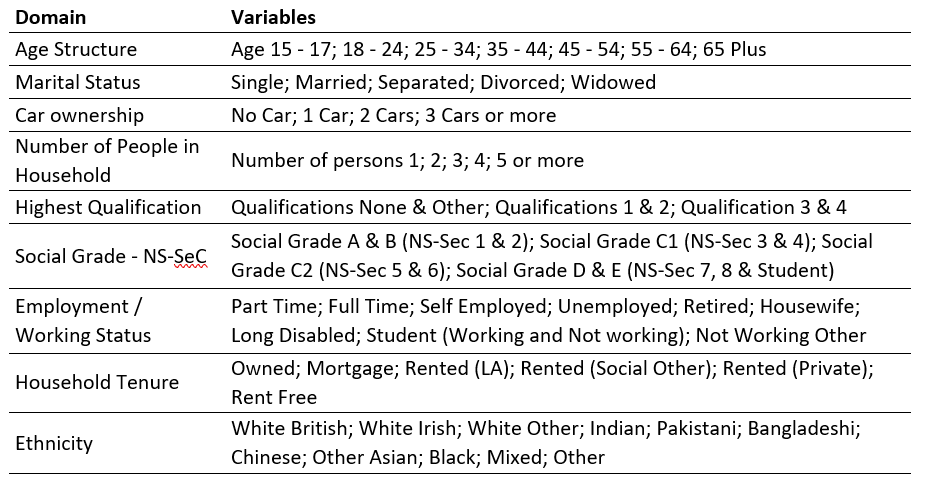 Domain Variables
Age Structure Age 15 - 17; 18 - 24; 25 - 34; 35 - 44; 45 - 54; 55 - 64; 65 Plus
Marital Status Single; Married; Separated; Divorced; Widowed
Car ownership No Car; 1 Car; 2 Cars; 3 Cars or more
Number of People in
Household
Number of persons 1; 2; 3; 4; 5 or more
Highest Qualification Qualifications None & Other; Qualifications 1 & 2; Qualification 3 & 4
Social Grade - NS-SeC
Social Grade A & B (NS-Sec 1 & 2); Social Grade C1 (NS-Sec 3 & 4); Social
Grade C2 (NS-Sec 5 & 6); Social Grade D & E (NS-Sec 7, 8 & Student)
Employment /
Working Status
Part Time; Full Time; Self Employed; Unemployed; Retired; Housewife;
Long Disabled; Student (Working and Not working); Not Working Other
Household Tenure
Owned; Mortgage; Rented (LA); Rented (Social Other); Rented (Private);
Rent Free
Ethnicity
White British; White Irish; White Other; Indian; Pakistani; Bangladeshi;
Chinese; Other Asian; Black; Mixed; Other